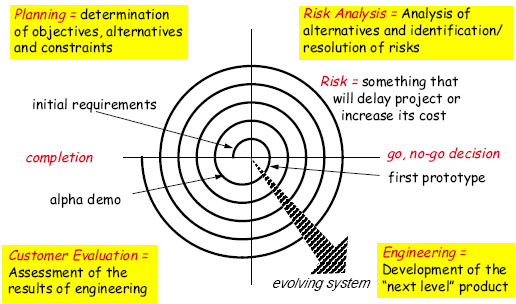 Planning = determination
of objectives, alternatives
and constraints
Risk Analysis = Analysis of
alternatives and identification/
resolution of risks
Risk = something that
will delay project or
increase its cost
initial requirements
completion
go, no-go decision
first prototype
alpha demo
Customer Evaluation =
Assessment of the
results of engineering
evolving system
Engineering =
Development of the
“next level” product